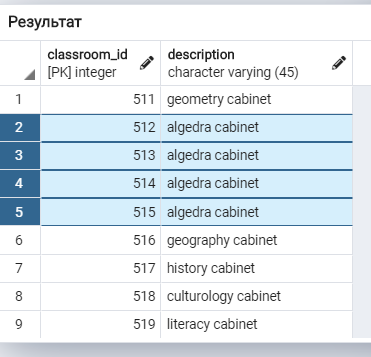 Результат
classroom_id description
[PK] integer character varying (45)
1 511 geometry cabinet
2 512 algedra cabinet
3 513 algedra cabinet
4 514 algedra cabinet
5 515 algedra cabinet
6 516 geography cabinet
7 517 history cabinet
8 518 culturology cabinet
9 519 literacy cabinet